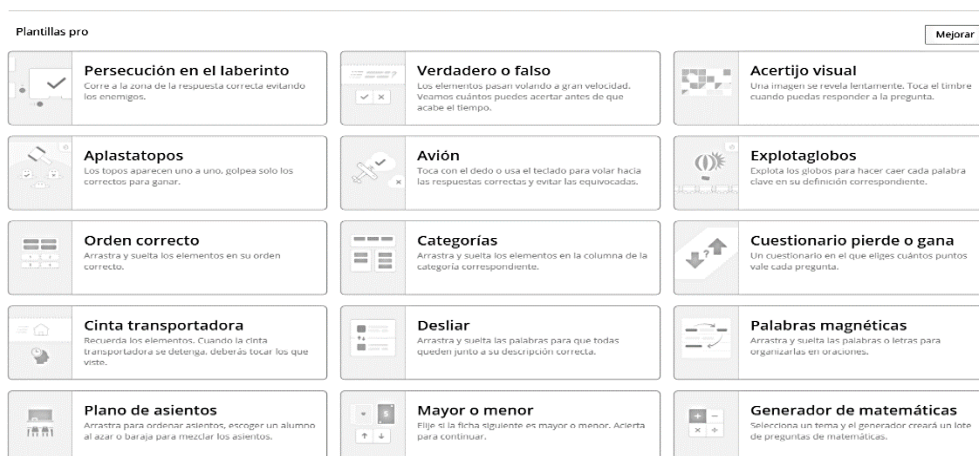 Plantillas pro
Mejorar
Persecución en el laberinto
Corre a la zona de la respuesta correcta evitando
los enemigos.
Verdadero o falso
Los elementos pasan volando a gran velocidad.
Veamos cuántos puedes acertar antes de que
acabe el tiempo.
Acertijo visual
Una imagen se revela lentamente. Toca el timbre
cuando puedas responder a la pregunta.
Aplastatopos
Los topos aparecen uno a uno, golpea solo los
correctos para ganar.
Avión
Toca con el dedo o usa el teclado para volar hacia
las respuestas correctas y evitar las equivocadas.
Explotaglobos
Explota los globos para hacer caer cada palabra
clave en su definición correspondiente.
Orden correcto
Arrastra y suelta los elementos en su orden
correcto.
Categorías
Arrastra y suelta los elementos en la columna de la
categoría correspondiente.
Cuestionario pierde o gana
Un cuestionario en el que eliges cuántos puntos
vale cada pregunta.
Cinta transportadora
Recuerda los elementos. Cuando la cinta
transportadora se detenga, deberás tocar los que
viste.
Desliar
Arrastra y suelta las palabras para que todas
queden junto a su descripción correcta.
Palabras magnéticas
Arrastra y suelta las palabras o letras para
organizarlas en oraciones.
Plano de asientos
Arrastra para ordenar asientos, escoger un alumno
al azar o baraja para mezclar los asientos.
Mayor o menor
Elije si la ficha siguiente es mayor o menor. Acierta
para continuar.
Generador de matemáticas
Selecciona un tema y el generador creará un lote
de preguntas de matemáticas.